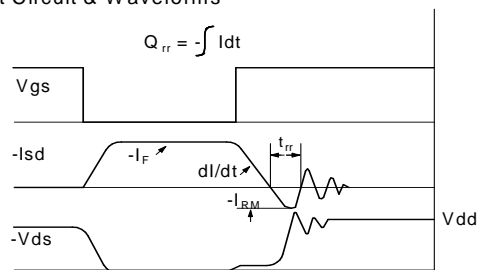 t Circuit & Waveforms
Q rr = - ∫ Idt
Vgs
-Isd
-I F
dI/dt
t rr
-I RM
Vdd
-Vds